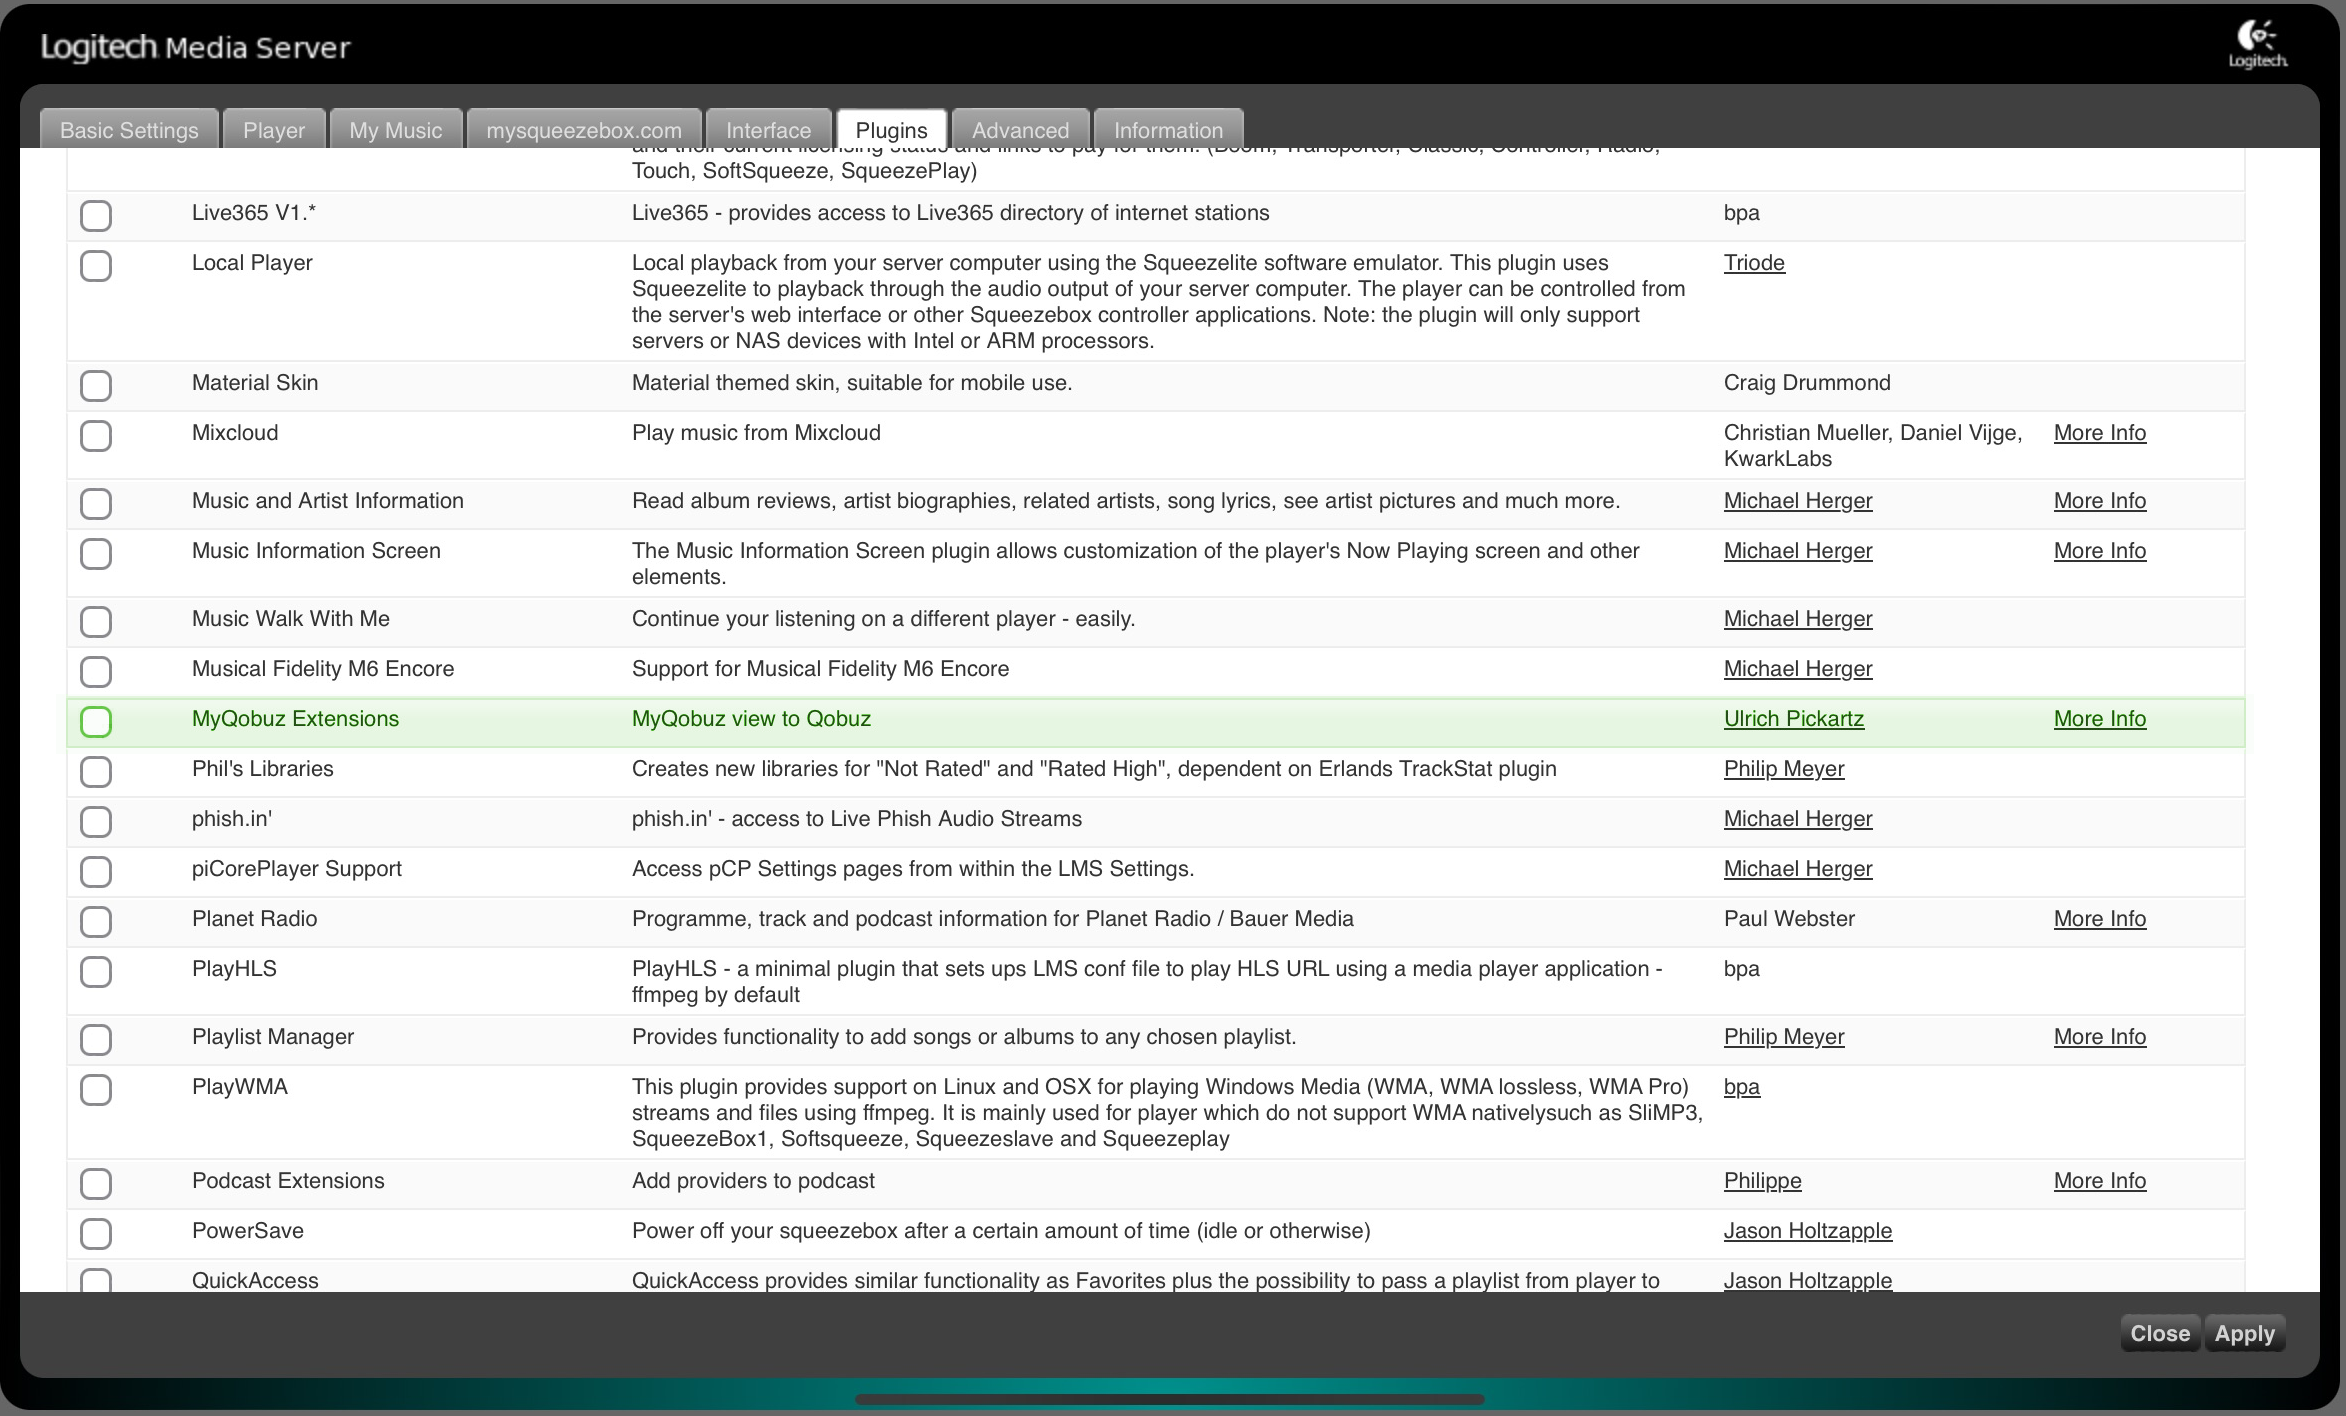 Logitech Media Server
Logitech
Basic Settings Player My Music mysqueezebox.com Interface Plugins Advanced Information
and their current licensing status and links to pay for them. (Boom, Transporter, Classic, Controller, Radio,
Touch, SoftSqueeze, SqueezePlay)
Live365 V1.* Live365 - provides access to Live365 directory of internet stations bpa
Local Player Local playback from your server computer using the Squeezelite software emulator. This plugin uses Triode
Squeezelite to playback through the audio output of your server computer. The player can be controlled from
the server's web interface or other Squeezebox controller applications. Note: the plugin will only support
servers or NAS devices with Intel or ARM processors.
Material Skin Material themed skin, suitable for mobile use. Craig Drummond
Mixcloud Play music from Mixcloud Christian Mueller, Daniel Vijge, More Info
KwarkLabs
Music and Artist Information Read album reviews, artist biographies, related artists, song lyrics, see artist pictures and much more. Michael Herger More Info
Music Information Screen The Music Information Screen plugin allows customization of the player's Now Playing screen and other Michael Herger More Info
elements.
Music Walk With Me Continue your listening on a different player - easily. Michael Herger
Musical Fidelity M6 Encore Support for Musical Fidelity M6 Encore Michael Herger
MyQobuz Extensions MyQobuz view to Qobuz Ulrich Pickartz More Info
Phil's Libraries Creates new libraries for "Not Rated" and "Rated High", dependent on Erlands TrackStat plugin Philip Meyer
phish.in' phish.in' - access to Live Phish Audio Streams Michael Herger
piCorePlayer Support Access pCP Settings pages from within the LMS Settings. Michael Herger
Planet Radio Programme, track and podcast information for Planet Radio / Bauer Media Paul Webster More Info
PlayHLS PlayHLS - a minimal plugin that sets ups LMS conf file to play HLS URL using a media player application - bpa
ffmpeg by default
Playlist Manager Provides functionality to add songs or albums to any chosen playlist. Philip Meyer More Info
PlayWMA This plugin provides support on Linux and OSX for playing Windows Media (WMA, WMA lossless, WMA Pro) bpa
streams and files using ffmpeg. It is mainly used for player which do not support WMA nativelysuch as SliMP3,
SqueezeBox1, Softsqueeze, Squeezeslave and Squeezeplay
Podcast Extensions Add providers to podcast Philippe More Info
PowerSave Power off your squeezebox after a certain amount of time (idle or otherwise) Jason Holtzapple
QuickAccess QuickAccess provides similar functionality as Favorites plus the possibility to pass a playlist from player to Jason Holtzapple
Close Apply